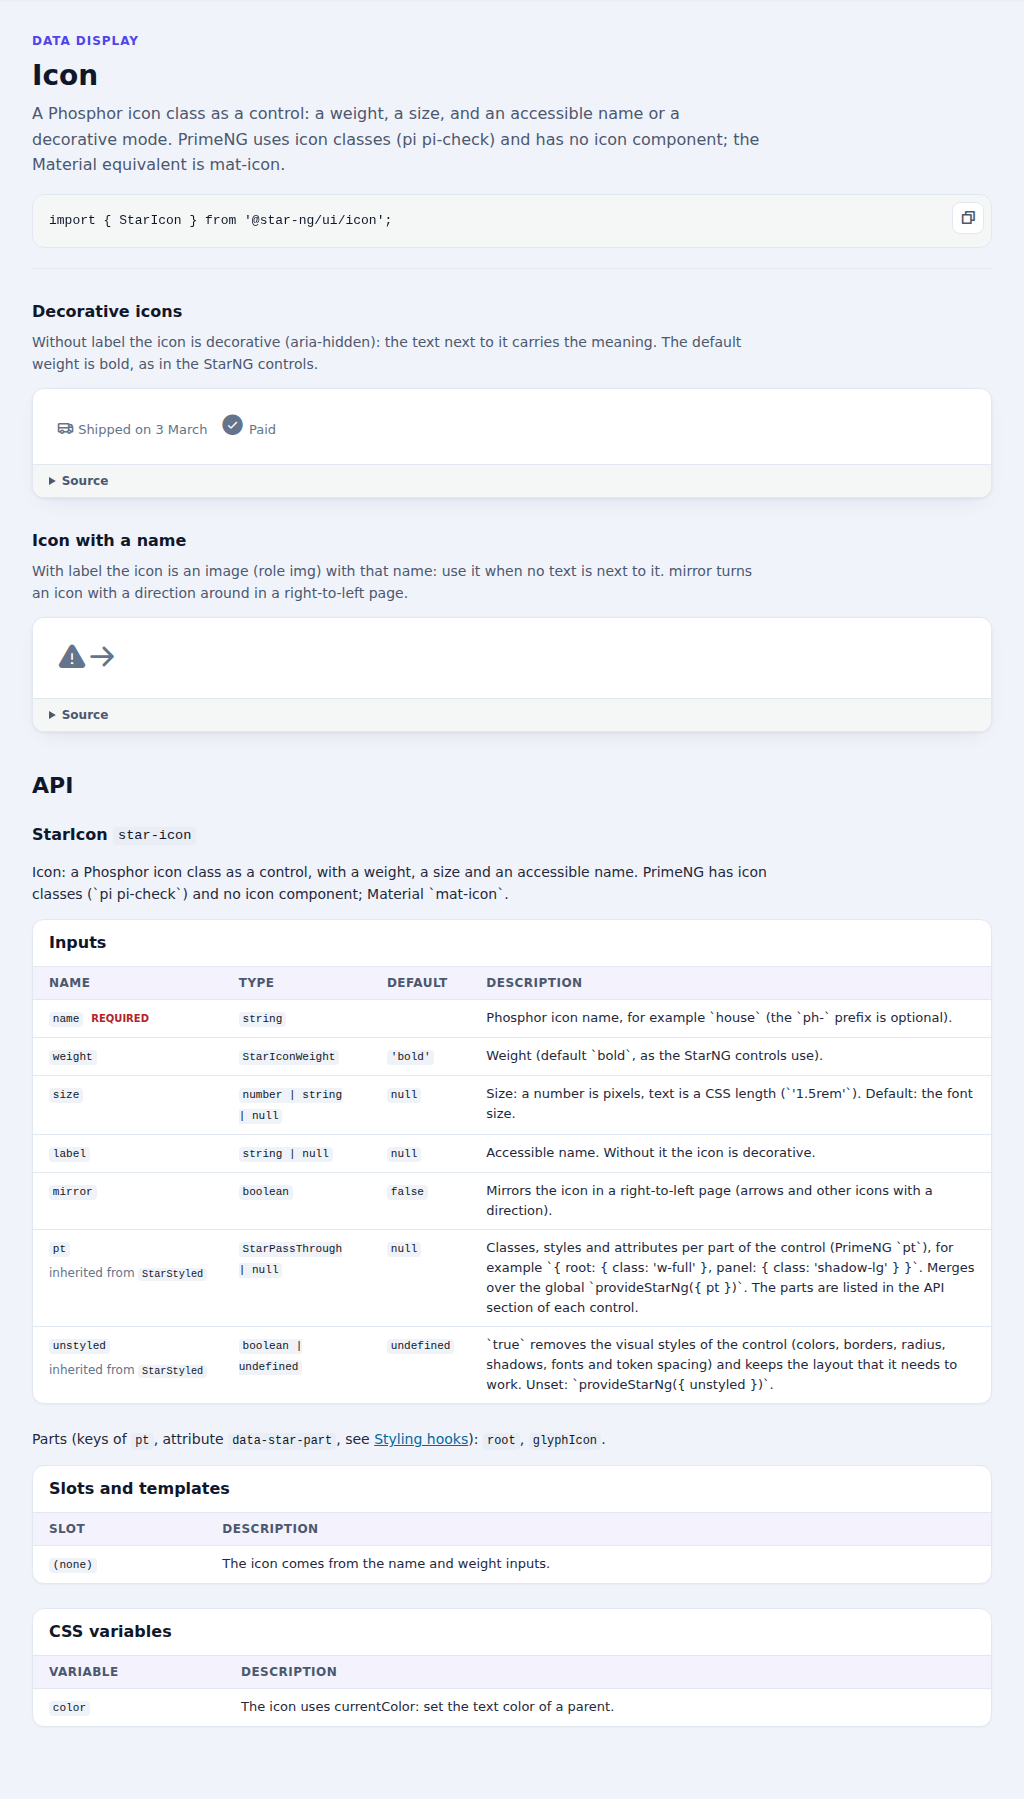 DATA DISPLAY
Icon
A Phosphor icon class as a control: a weight, a size, and an accessible name or a
decorative mode. PrimeNG uses icon classes (pi pi-check) and has no icon component; the
Material equivalent is mat-icon.
import { StarIcon } from '@star-ng/ui/icon';
Decorative icons
Without label the icon is decorative (aria-hidden): the text next to it carries the meaning. The default
weight is bold, as in the StarNG controls.
Shipped on 3 March Paid
Source
Icon with a name
With label the icon is an image (role img) with that name: use it when no text is next to it. mirror turns
an icon with a direction around in a right-to-left page.
Source
API
StarIcon star-icon
Icon: a Phosphor icon class as a control, with a weight, a size and an accessible name. PrimeNG has icon
classes (`pi pi-check`) and no icon component; Material `mat-icon`.
Inputs
NAME TYPE DEFAULT DESCRIPTION
name REQUIRED string Phosphor icon name, for example `house` (the `ph-` prefix is optional).
weight StarIconWeight 'bold' Weight (default `bold`, as the StarNG controls use).
size number | string null Size: a number is pixels, text is a CSS length (`'1.5rem'`). Default: the font
| null size.
label string | null null Accessible name. Without it the icon is decorative.
mirror boolean false Mirrors the icon in a right-to-left page (arrows and other icons with a
direction).
pt StarPassThrough null Classes, styles and attributes per part of the control (PrimeNG `pt`), for
inherited from StarStyled | null example `{ root: { class: 'w-full' }, panel: { class: 'shadow-lg' } }`. Merges
over the global `provideStarNg({ pt })`. The parts are listed in the API
section of each control.
unstyled boolean | undefined `true` removes the visual styles of the control (colors, borders, radius,
inherited from StarStyled undefined shadows, fonts and token spacing) and keeps the layout that it needs to
work. Unset: `provideStarNg({ unstyled })`.
Parts (keys of pt, attribute data-star-part, see Styling hooks): root, glyphIcon.
Slots and templates
SLOT DESCRIPTION
(none) The icon comes from the name and weight inputs.
CSS variables
VARIABLE DESCRIPTION
color The icon uses currentColor: set the text color of a parent.